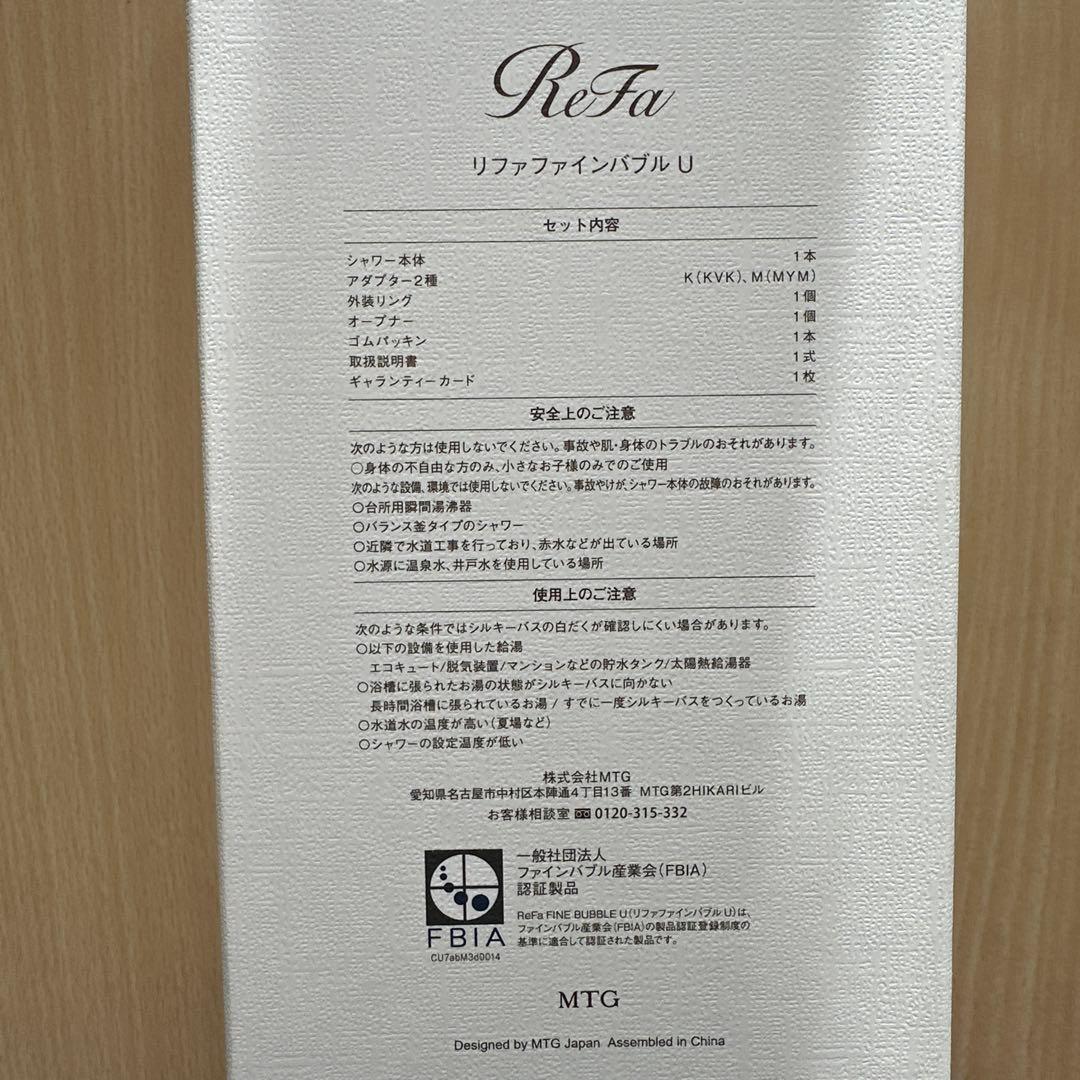 ReFa
リファファインバブル U
セット内容
シャワー本体 1本
アダプター2種 K(KVK)、M(MYM)
外装リング 1個
オープナー 1個
ゴムパッキン 1本
取扱説明書 1式
ギャランティーカード 1枚
安全上のご注意
次のような方は使用しないでください。事故や肌・身体のトラブルのおそれがあります。
○身体の不自由な方のみ、小さなお子様のみでのご使用
次のような設備、環境では使用しないでください。事故やけが、シャワー本体の故障のおそれがあります。
○台所用瞬間湯沸器
○バランス釜タイプのシャワー
○近隣で水道工事を行っており、赤水などが出ている場所
○水源に温泉水、井戸水を使用している場所
使用上のご注意
次のような条件ではシルキーバスの白だくが確認しにくい場合があります。
○以下の設備を使用した給湯
エコキュート/脱気装置/マンションなどの貯水タンク/太陽熱給湯器
○浴槽に張られたお湯の状態がシルキーバスに向かない
長時間浴槽に張られているお湯 / すでに一度シルキーバスをつくっているお湯
○水道水の温度が高い(夏場など)
○シャワーの設定温度が低い
株式会社MTG
愛知県名古屋市中村区本陣通4丁目13番 MTG第2HIKARIビル
お客様相談室 0120-315-332
一般社団法人
ファインバブル産業会(FBIA)
認証製品
ReFa FINE BUBBLE U(リファファインバブル U)は、
ファインバブル産業会(FBIA)の製品認証登録制度の
基準に適合して認証された製品です。
FBIA
CU7abM3d0014
MTG
Designed by MTG Japan Assembled in China